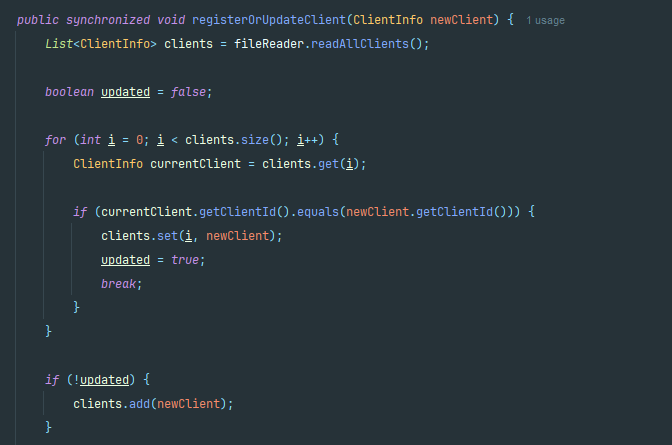 public synchronized void registerOrUpdateClient(ClientInfo newClient) { 1 usage
List<ClientInfo> clients = fileReader.readAllClients();
boolean updated = false;
for (int i = 0; i < clients.size(); i++) {
ClientInfo currentClient = clients.get(i);
if (currentClient.getClientId().equals(newClient.getClientId())) {
clients.set(i, newClient);
updated = true;
break;
}
}
if (!updated) {
clients.add(newClient);
}